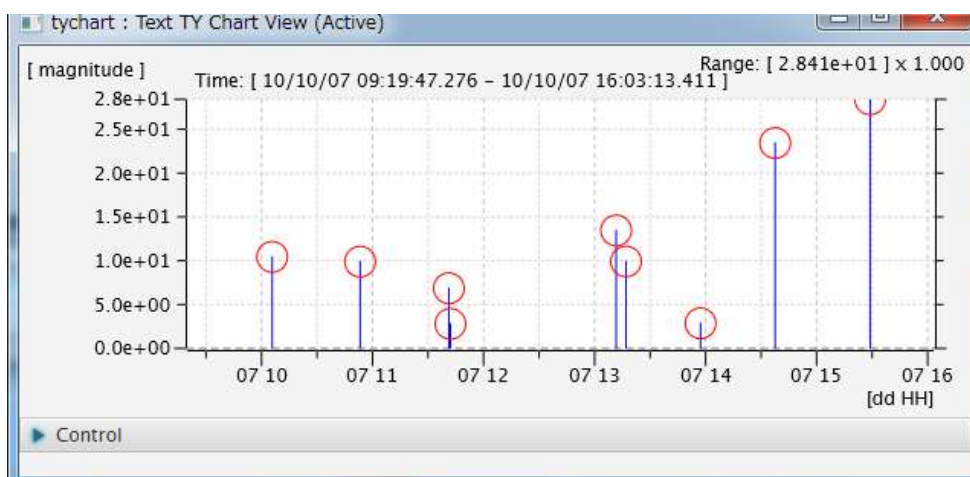 tychart : Text TY Chart View (Active)
[ magnitude ]
Range: [ 2.841e+01 ] x 1.000
Time: [ 10/10/07 09:19:47.276 - 10/10/07 16:03:13.411 ]
2.8e+01
2.5e+01
2.0e+01
1.5e+01
1.0e+01
5.0e+00
0.0e+00
07 10 07 11 07 12 07 13 07 14 07 15 07 16
[dd HH]
Control